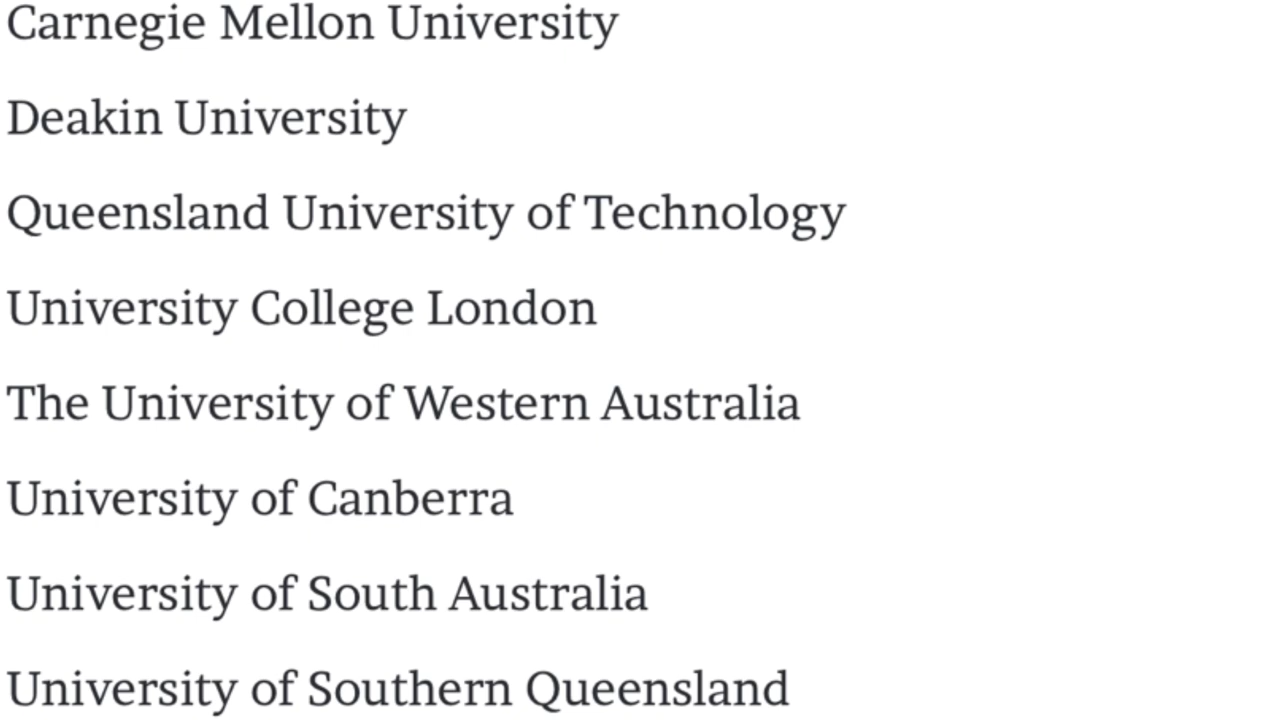 Carnegie Mellon University
Deakin University
Queensland University of Technology
University College London
The University of Western Australia
University of Canberra
University of South Australia
University of Southern Queensland